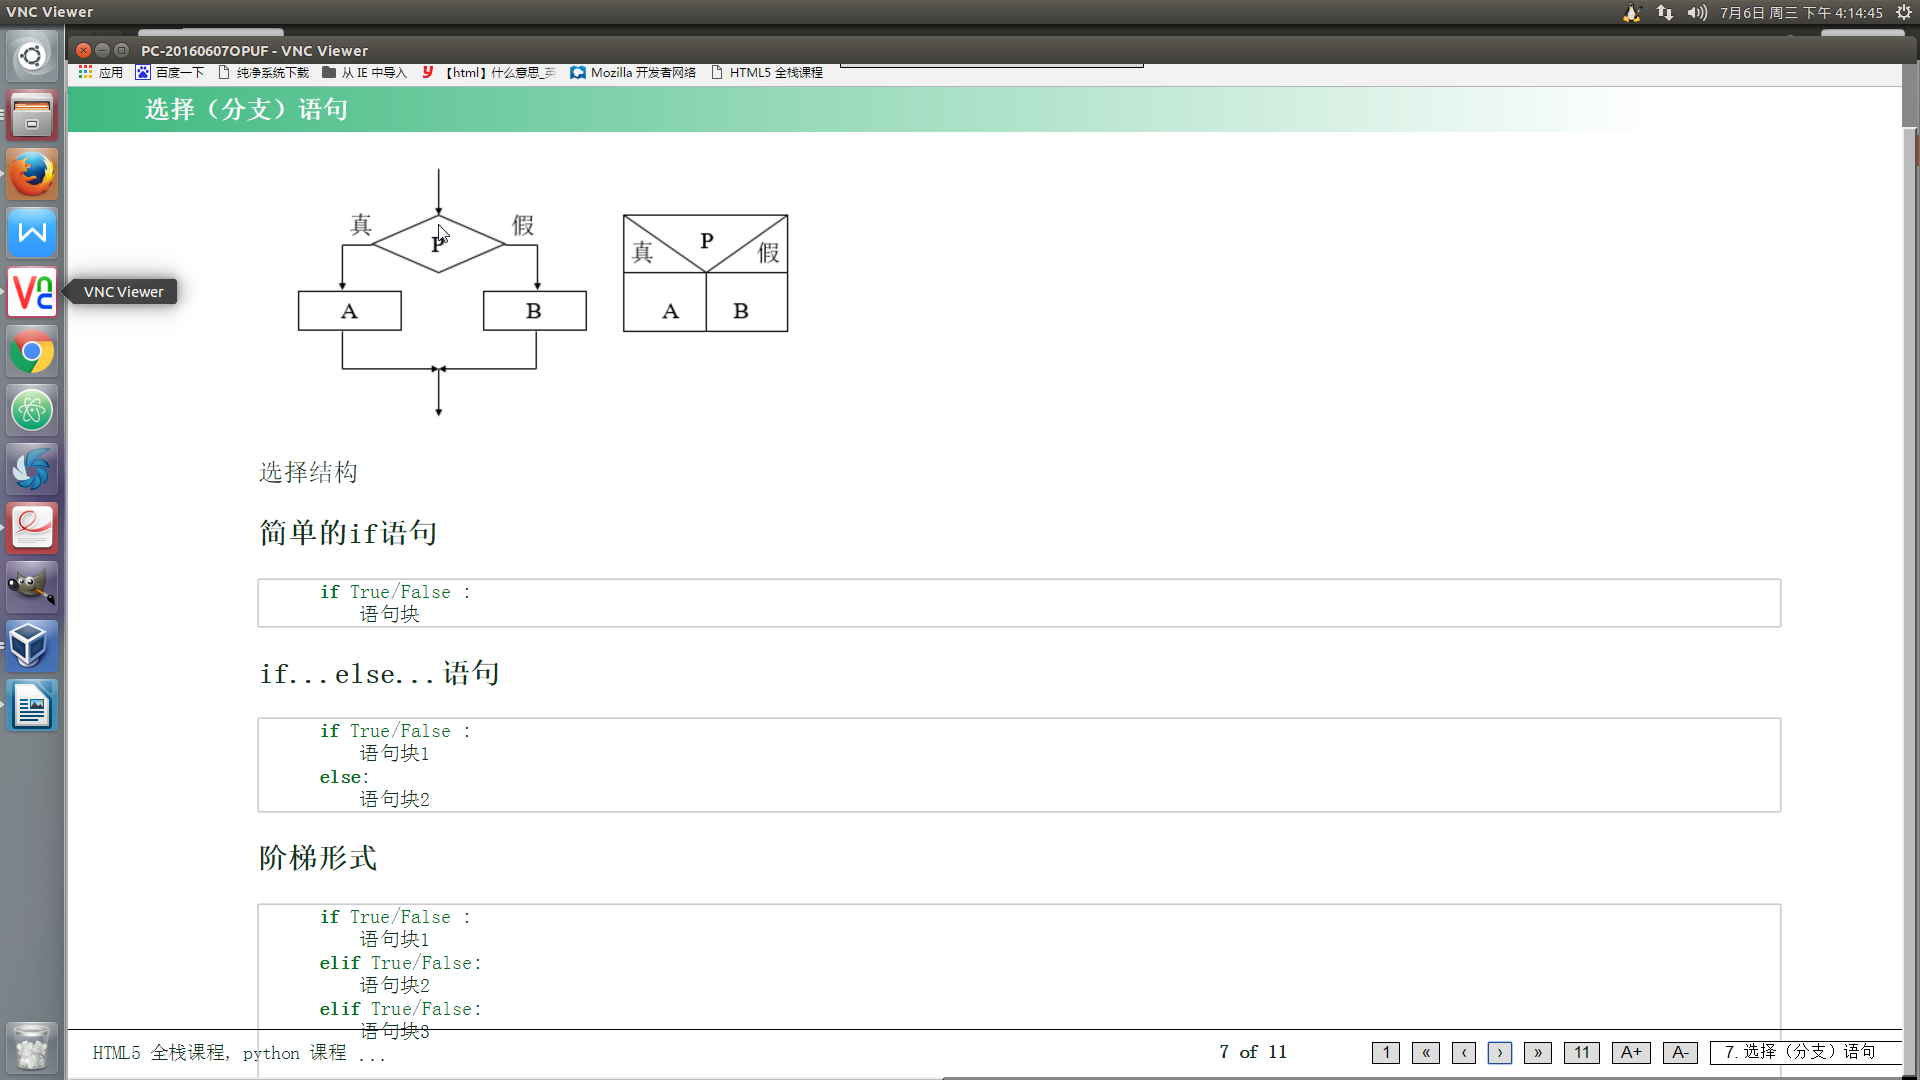 VNC Viewer
7月6日 周三 下午 4:14:45
PC-20160607OPUF - VNC Viewer
应用 百度一下 纯净系统下载 从 IE 中导入 【html】什么意思_英 Mozilla 开发者网络 HTML5 全栈课程
选择（分支）语句
真 P 假
A B
真 P 假
A B
VNC Viewer
选择结构
简单的if语句
if True/False :
语句块
if...else...语句
if True/False :
语句块1
else:
语句块2
阶梯形式
if True/False :
语句块1
elif True/False:
语句块2
elif True/False:
语句块3
HTML5 全栈课程, python 课程 ...
7 of 11
1 « ‹ › » 11 A+ A- 7. 选择（分支）语句